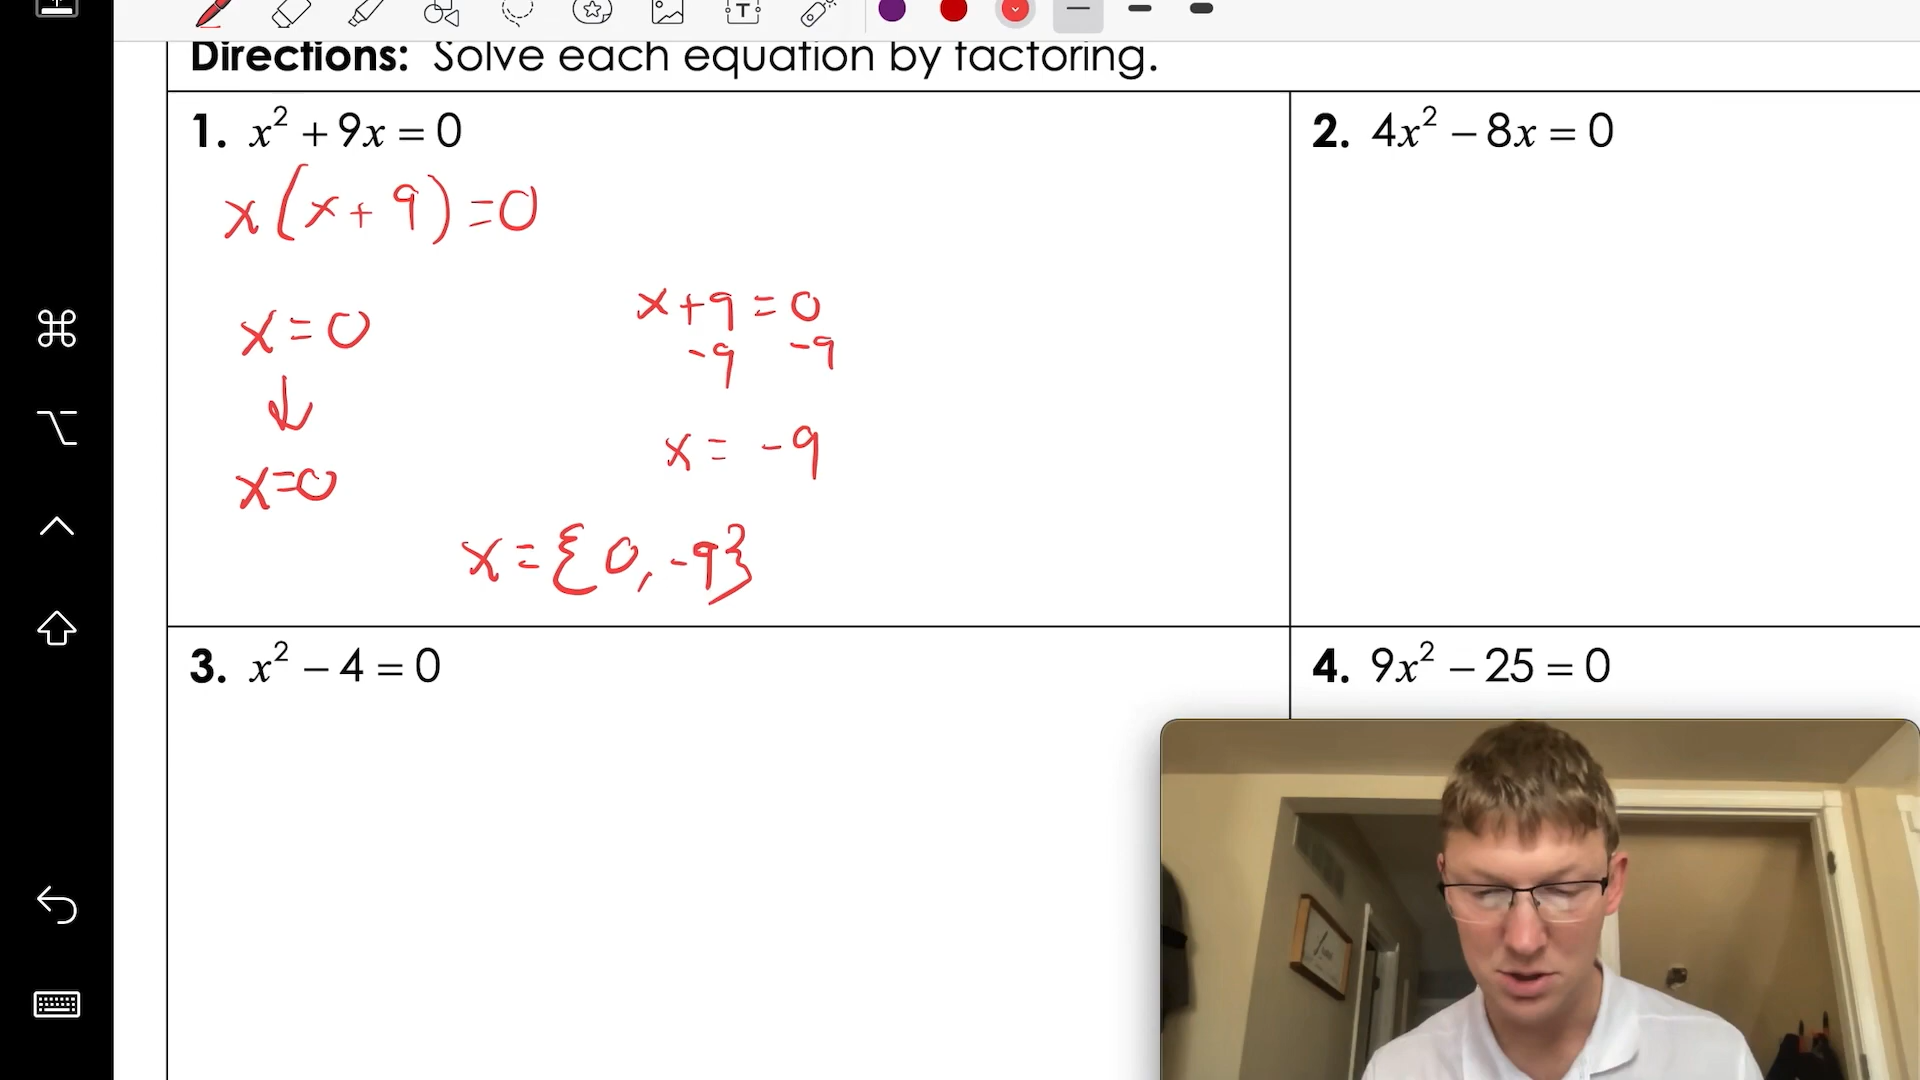 Directions: Solve each equation by factoring.
1. x² + 9x = 0
x(x+9)=0
x=0
x+9=0
-9 -9
x=0
x= -9
x={0,-9}
2. 4x² – 8x = 0
3. x² – 4 = 0
4. 9x² – 25 = 0
T